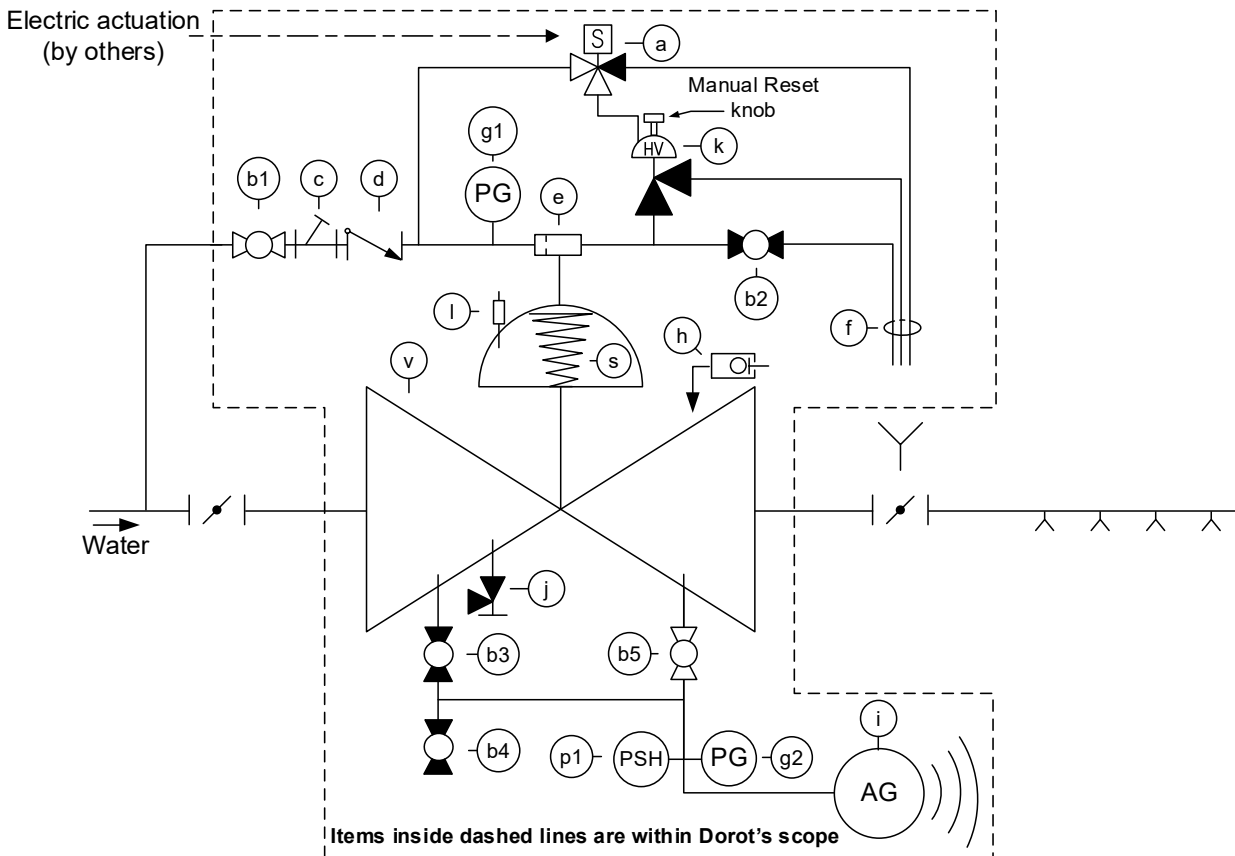 Electric actuation
(by others)
S
a
Manual Reset
knob
g1
HV
k
b1
c
d
PG
e
b2
l
s
h
f
v
Water
j
b3
b5
i
b4
p1
PSH
PG
g2
AG
Items inside dashed lines are within Dorot's scope